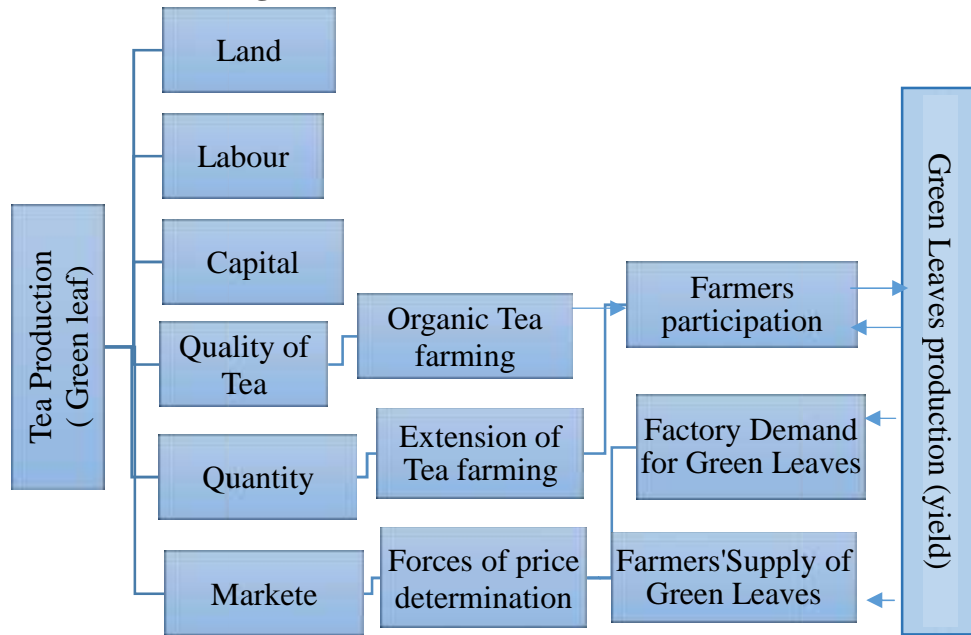 Tea Production
( Green leaf)
Land
Labour
Capital
Quality of
Tea
Quantity
Markete
Organic Tea
farming
Extension of
Tea farming
Forces of price
determination
Farmers
participation
Factory Demand
for Green Leaves
Farmers'Supply of
Green Leaves
Green Leaves production (yield)